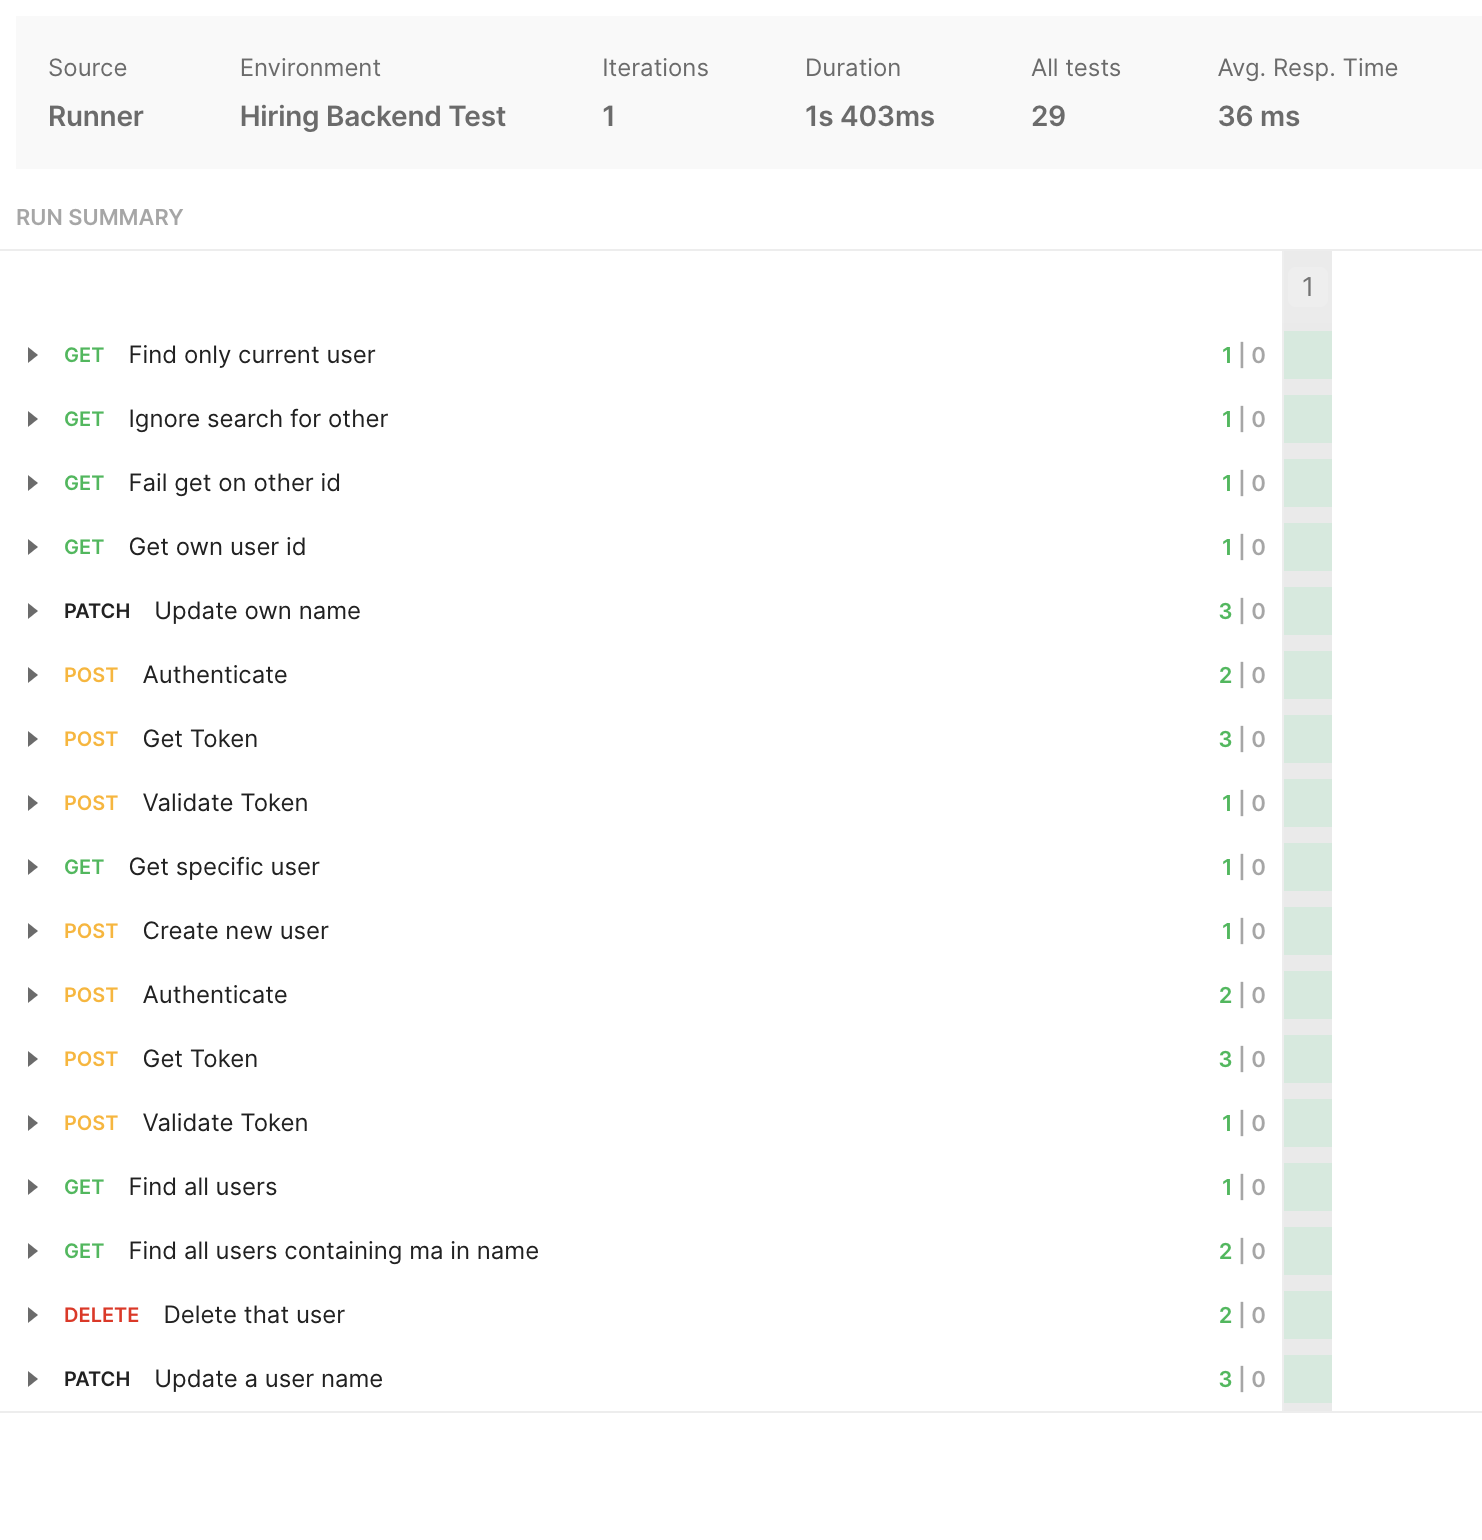 Source Environment Iterations Duration All tests Avg. Resp. Time
Runner Hiring Backend Test 1 1s 403ms 29 36 ms
RUN SUMMARY
1
GET Find only current user 1 | 0
GET Ignore search for other 1 | 0
GET Fail get on other id 1 | 0
GET Get own user id 1 | 0
PATCH Update own name 3 | 0
POST Authenticate 2 | 0
POST Get Token 3 | 0
POST Validate Token 1 | 0
GET Get specific user 1 | 0
POST Create new user 1 | 0
POST Authenticate 2 | 0
POST Get Token 3 | 0
POST Validate Token 1 | 0
GET Find all users 1 | 0
GET Find all users containing ma in name 2 | 0
DELETE Delete that user 2 | 0
PATCH Update a user name 3 | 0